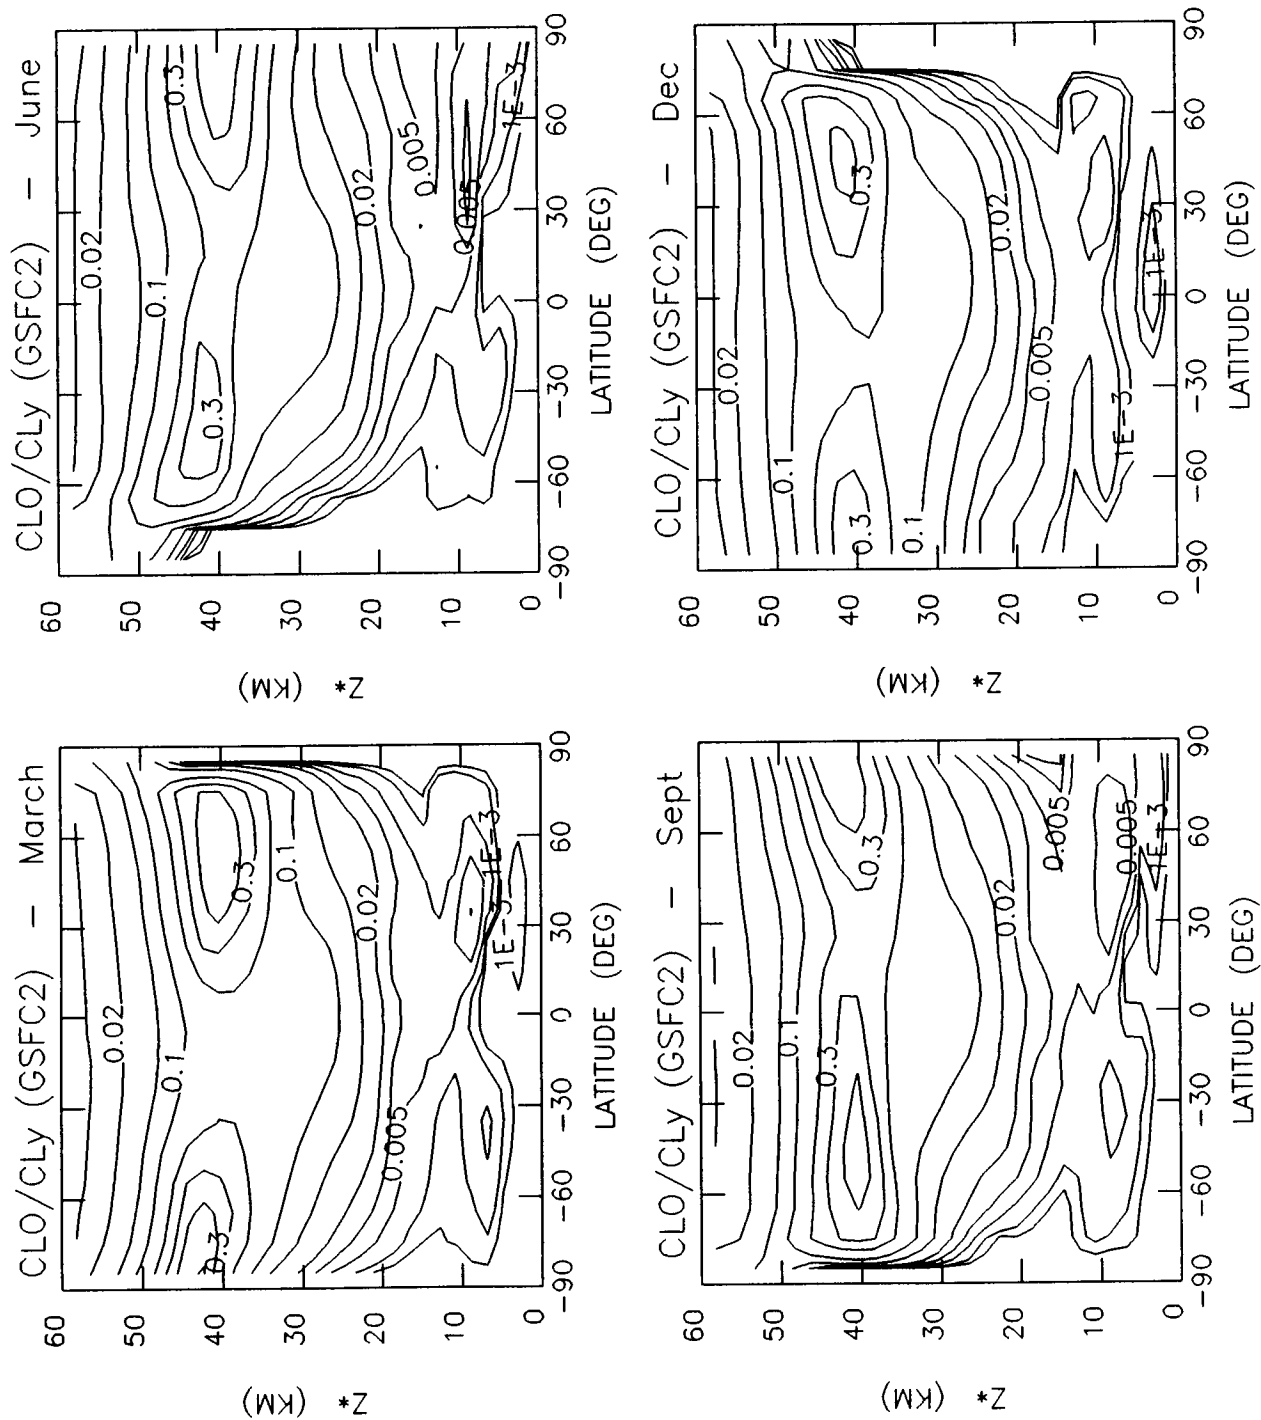 CLO/CLy (GSFC2) — March
60
50
40
30
20
10
0
Z* (KM)
0.02
0.1
0.3
0.3
0.1
0.02
0.005
1E-3
1E-3
-90 -60 -30 0 30 60 90
LATITUDE (DEG)
CLO/CLy (GSFC2) — June
60
50
40
30
20
10
0
Z* (KM)
0.02
0.1
0.3
0.3
0.02
0.005
0.005
1E-3
-90 -60 -30 0 30 60 90
LATITUDE (DEG)
CLO/CLy (GSFC2) — Sept
60
50
40
30
20
10
0
Z* (KM)
0.02
0.1
0.3
0.3
0.02
0.005
0.005
1E-3
-90 -60 -30 0 30 60 90
LATITUDE (DEG)
CLO/CLy (GSFC2) — Dec
60
50
40
30
20
10
0
Z* (KM)
0.02
0.1
0.3
0.3
0.1
0.02
0.005
1E-3
1E-3
-90 -60 -30 0 30 60 90
LATITUDE (DEG)